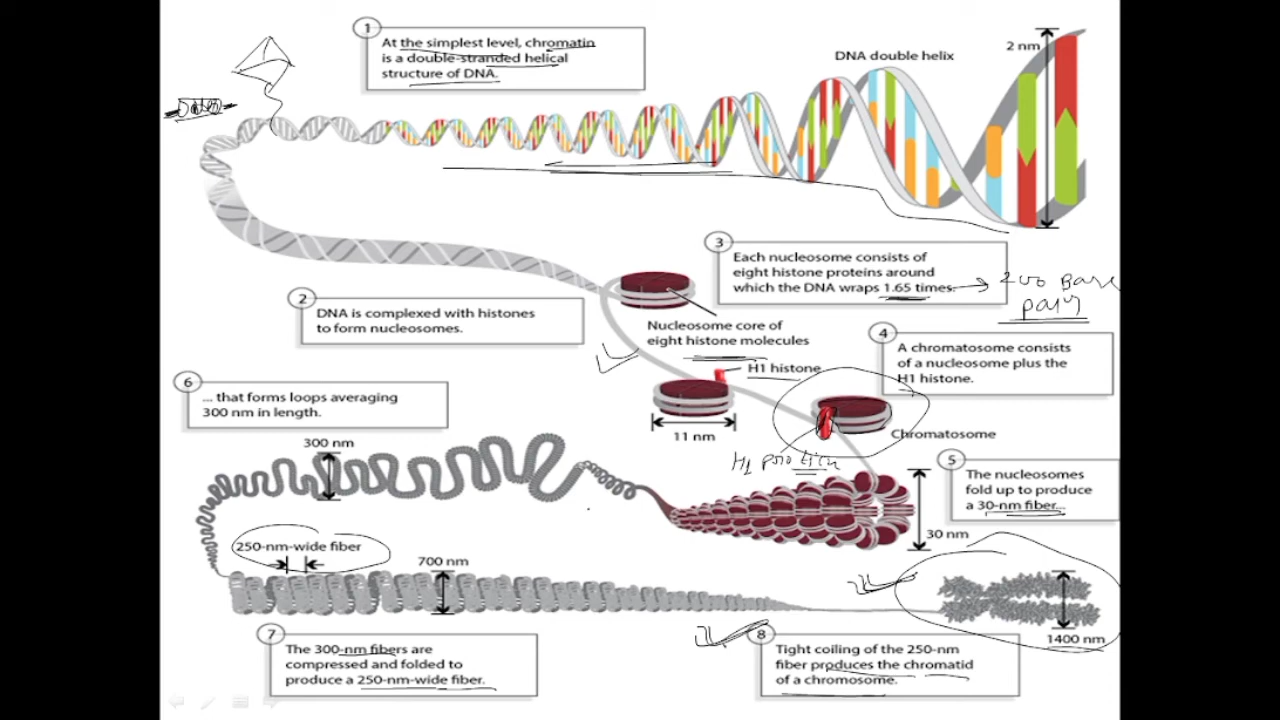 1
At the simplest level, chromatin
is a double-stranded helical
structure of DNA.
DNA double helix
2 nm
3
Each nucleosome consists of
eight histone proteins around
which the DNA wraps 1.65 times.
200 Base
2
DNA is complexed with histones
to form nucleosomes.
Nucleosome core of
eight histone molecules
H1 histone
4
A chromatosome consists
of a nucleosome plus the
H1 histone.
11 nm
Chromatosome
H1
6
... that forms loops averaging
300 nm in length.
300 nm
5
The nucleosomes
fold up to produce
a 30-nm fiber...
30 nm
250-nm-wide fiber
700 nm
1400 nm
7
The 300-nm fibers are
compressed and folded to
produce a 250-nm-wide fiber.
8
Tight coiling of the 250-nm
fiber produces the chromatid
of a chromosome.